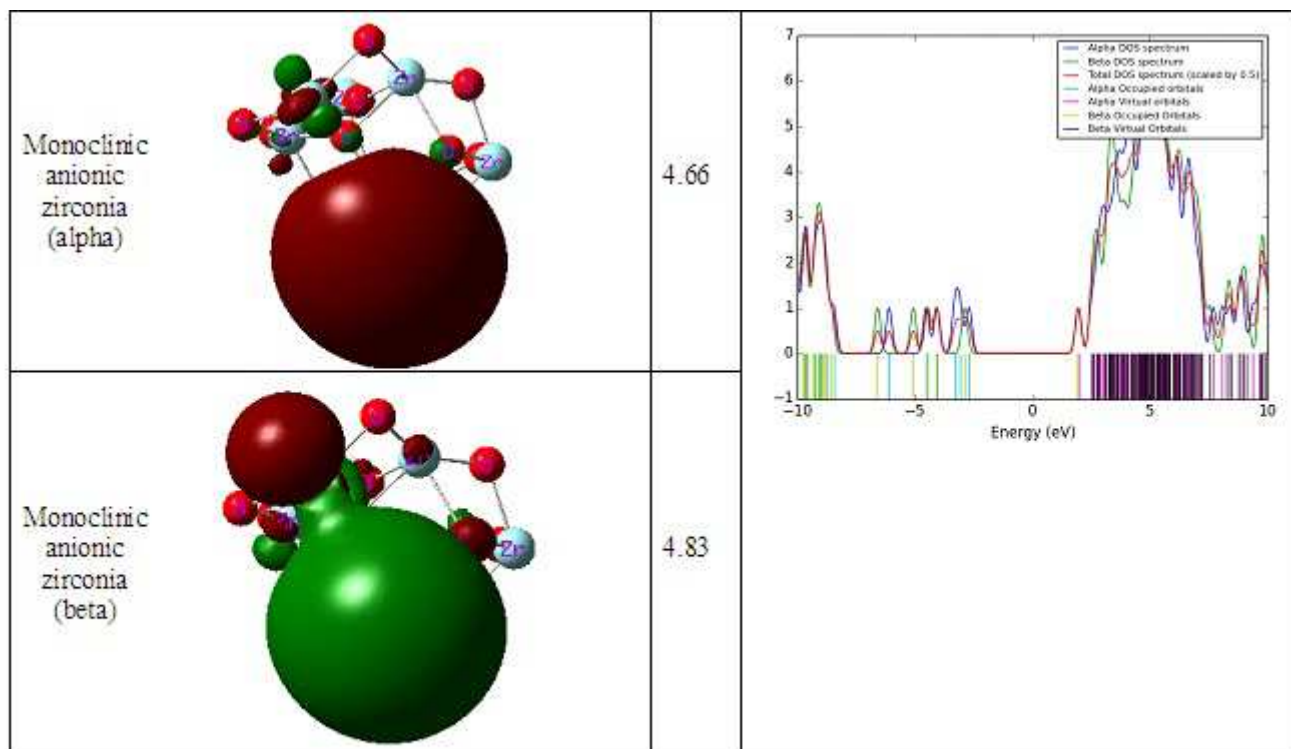 Monoclinic
anionic
zirconia
(alpha)
4.66
Monoclinic
anionic
zirconia
(beta)
4.83
Zr
Zr
Zr
7
6
5
4
3
2
1
0
−1
−10
−5
0
5
10
Energy (eV)
Alpha DOS spectrum
Beta DOS spectrum
Total DOS spectrum (scaled by 0.5)
Alpha Occupied orbitals
Alpha Virtual orbitals
Beta Occupied Orbitals
Beta Virtual Orbitals